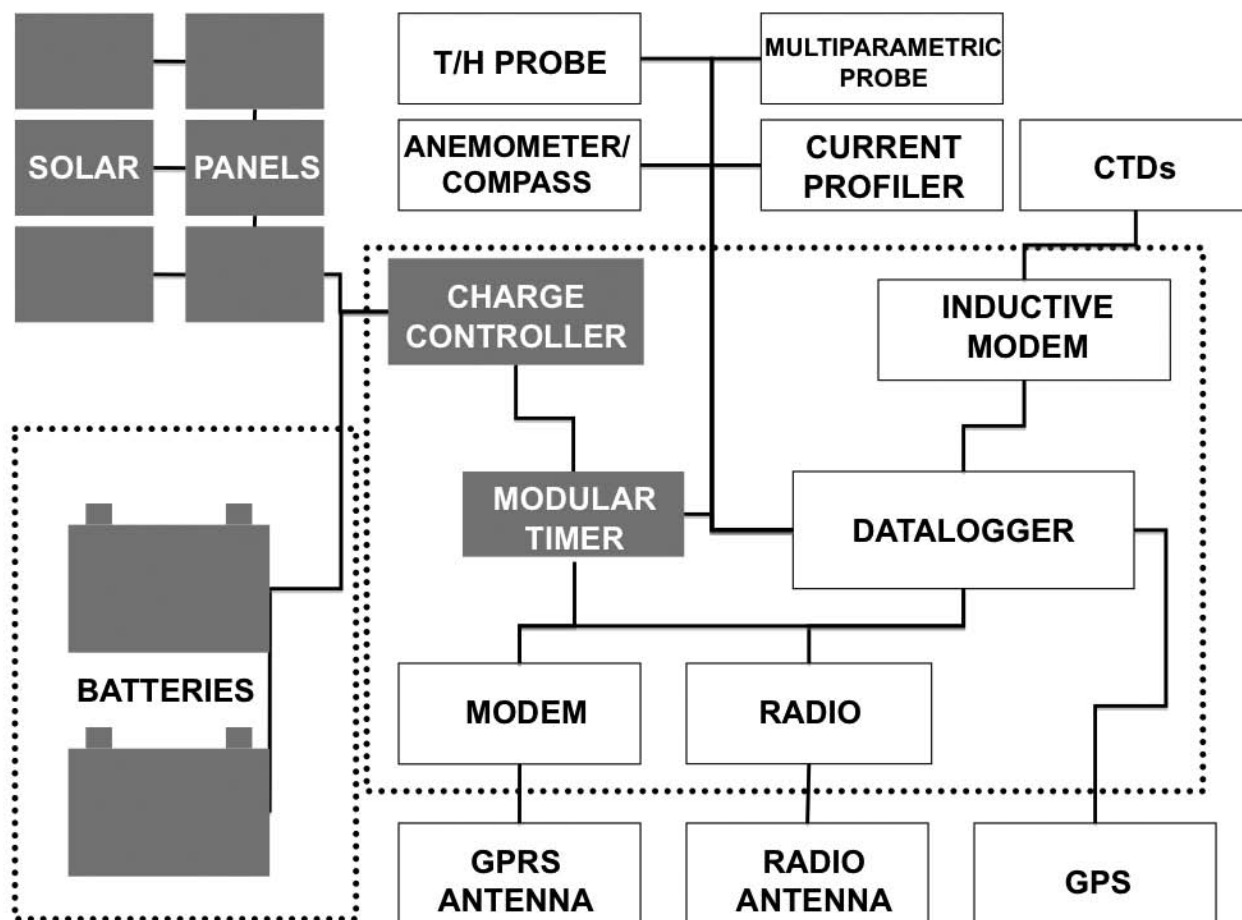 T/H PROBE
MULTIPARAMETRIC
PROBE
SOLAR
PANELS
ANEMOMETER/
COMPASS
CURRENT
PROFILER
CTDs
CHARGE
CONTROLLER
INDUCTIVE
MODEM
MODULAR
TIMER
DATALOGGER
BATTERIES
MODEM
RADIO
GPRS
ANTENNA
RADIO
ANTENNA
GPS